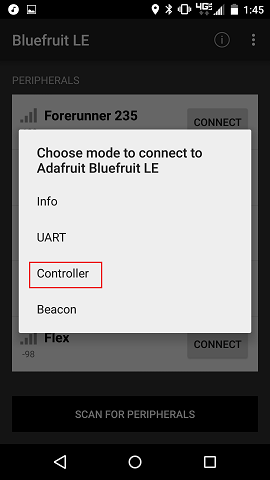 4G 1:45
Bluefruit LE
PERIPHERALS
Forerunner 235
CONNECT
Choose mode to connect to
Adafruit Bluefruit LE
Info
UART
Controller
Beacon
Flex
-98
CONNECT
SCAN FOR PERIPHERALS